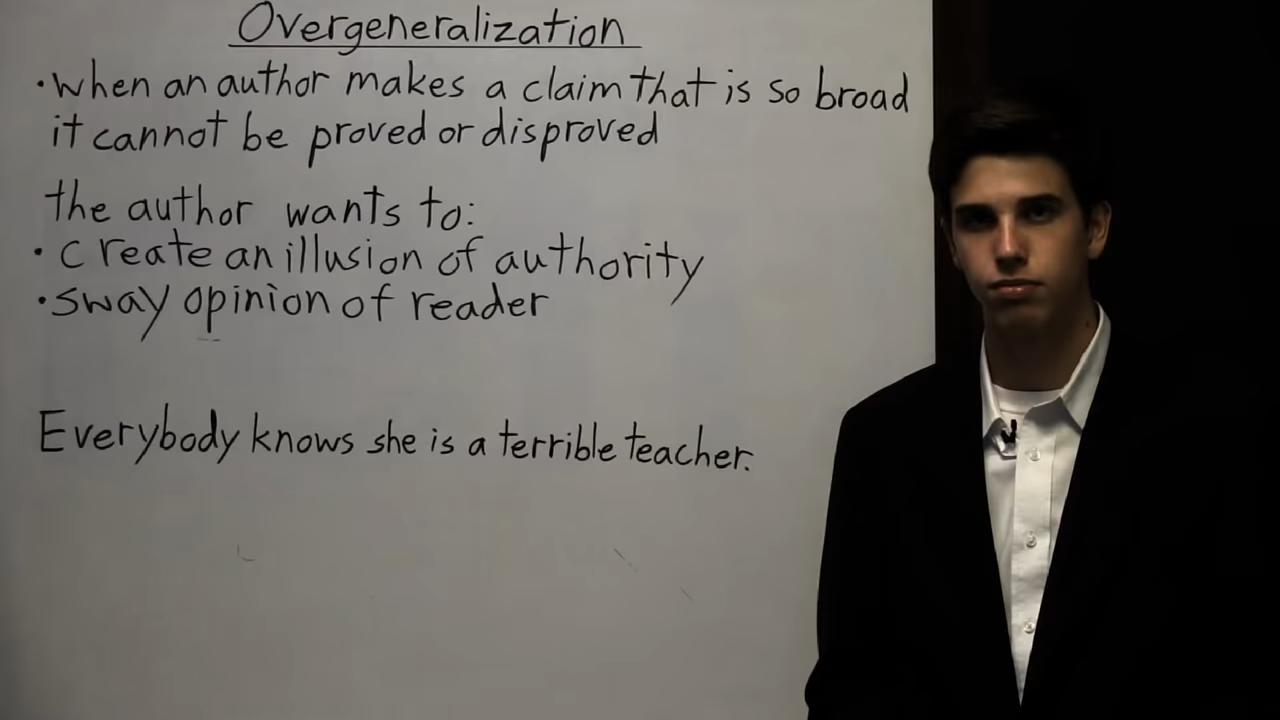 Overgeneralization
• when an author makes a claim that is so broad
it cannot be proved or disproved
the author wants to:
• create an illusion of authority
• sway opinion of reader
Everybody knows she is a terrible teacher.